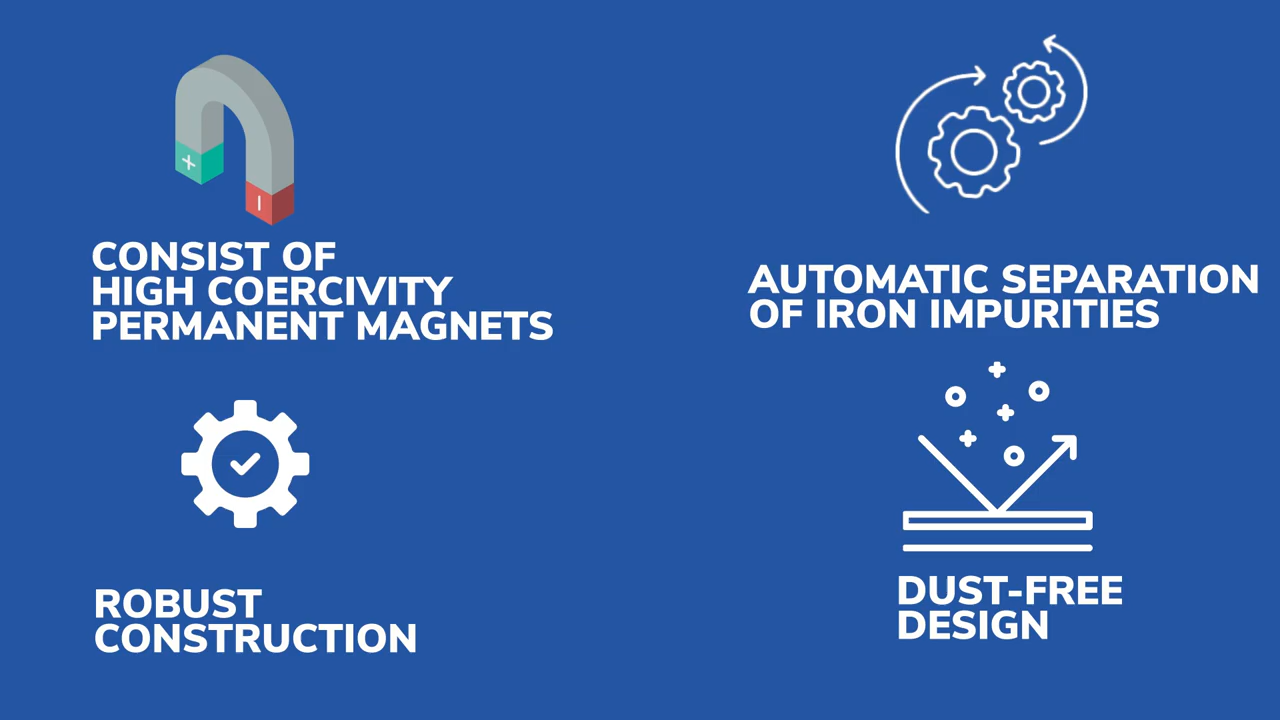 CONSIST OF
HIGH COERCIVITY
PERMANENT MAGNETS
AUTOMATIC SEPARATION
OF IRON IMPURITIES
ROBUST
CONSTRUCTION
DUST-FREE
DESIGN